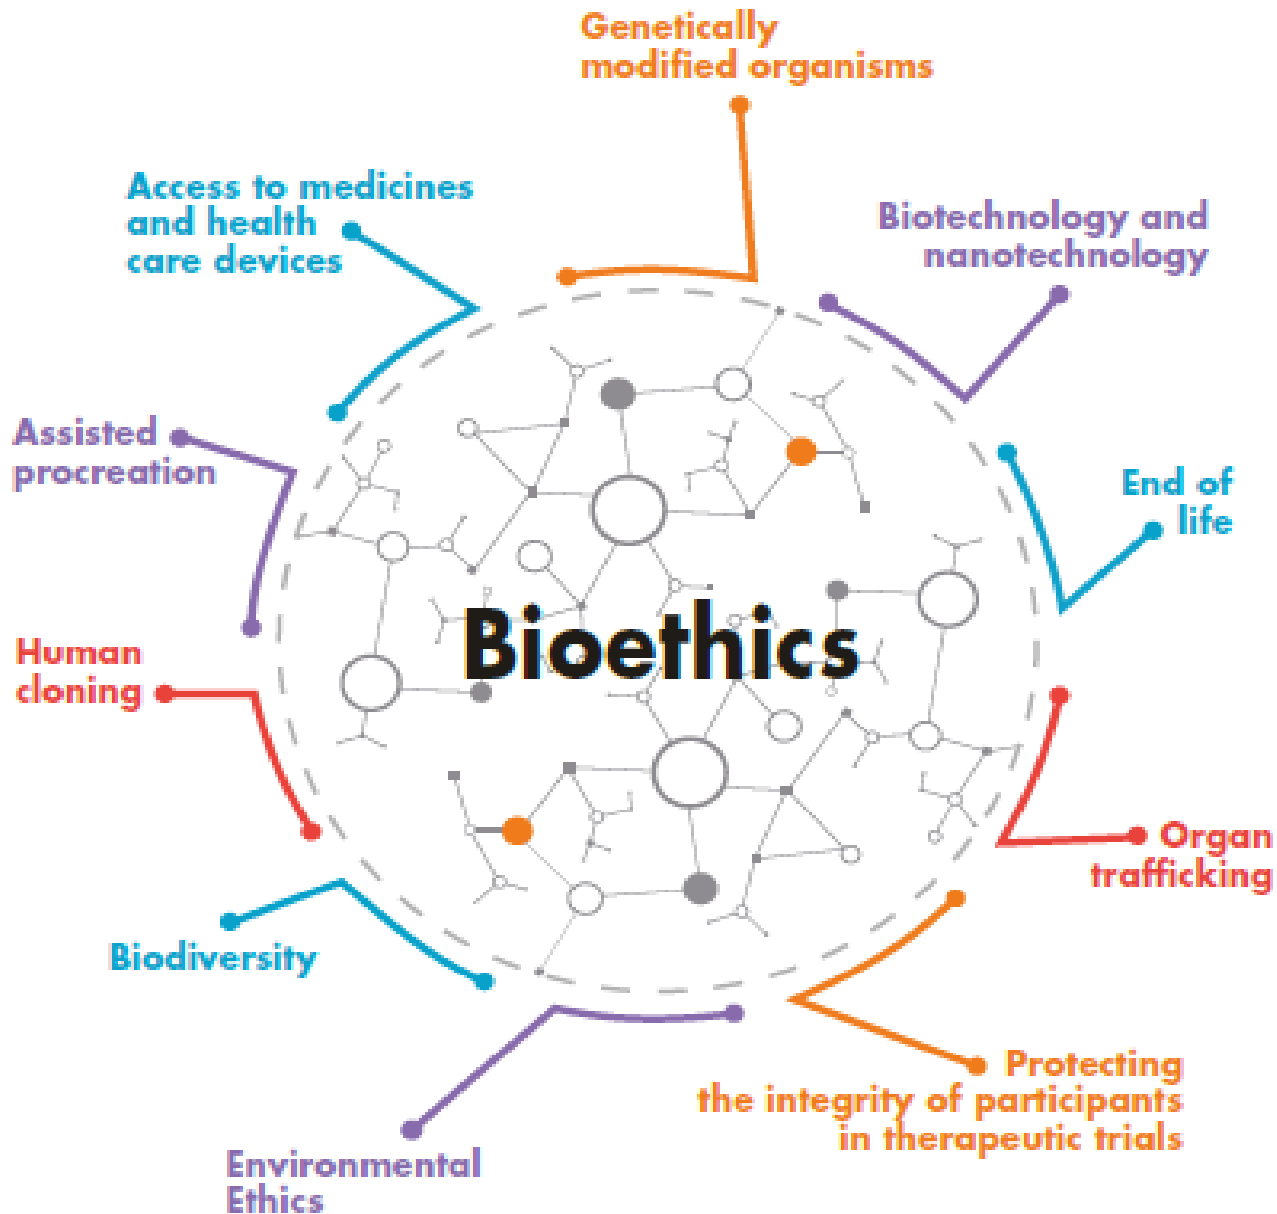 Genetically
modified organisms
Access to medicines
and health
care devices
Biotechnology and
nanotechnology
Assisted
procreation
End of
life
Bioethics
Human
cloning
Organ
trafficking
Biodiversity
Protecting
the integrity of participants
in therapeutic trials
Environmental
Ethics